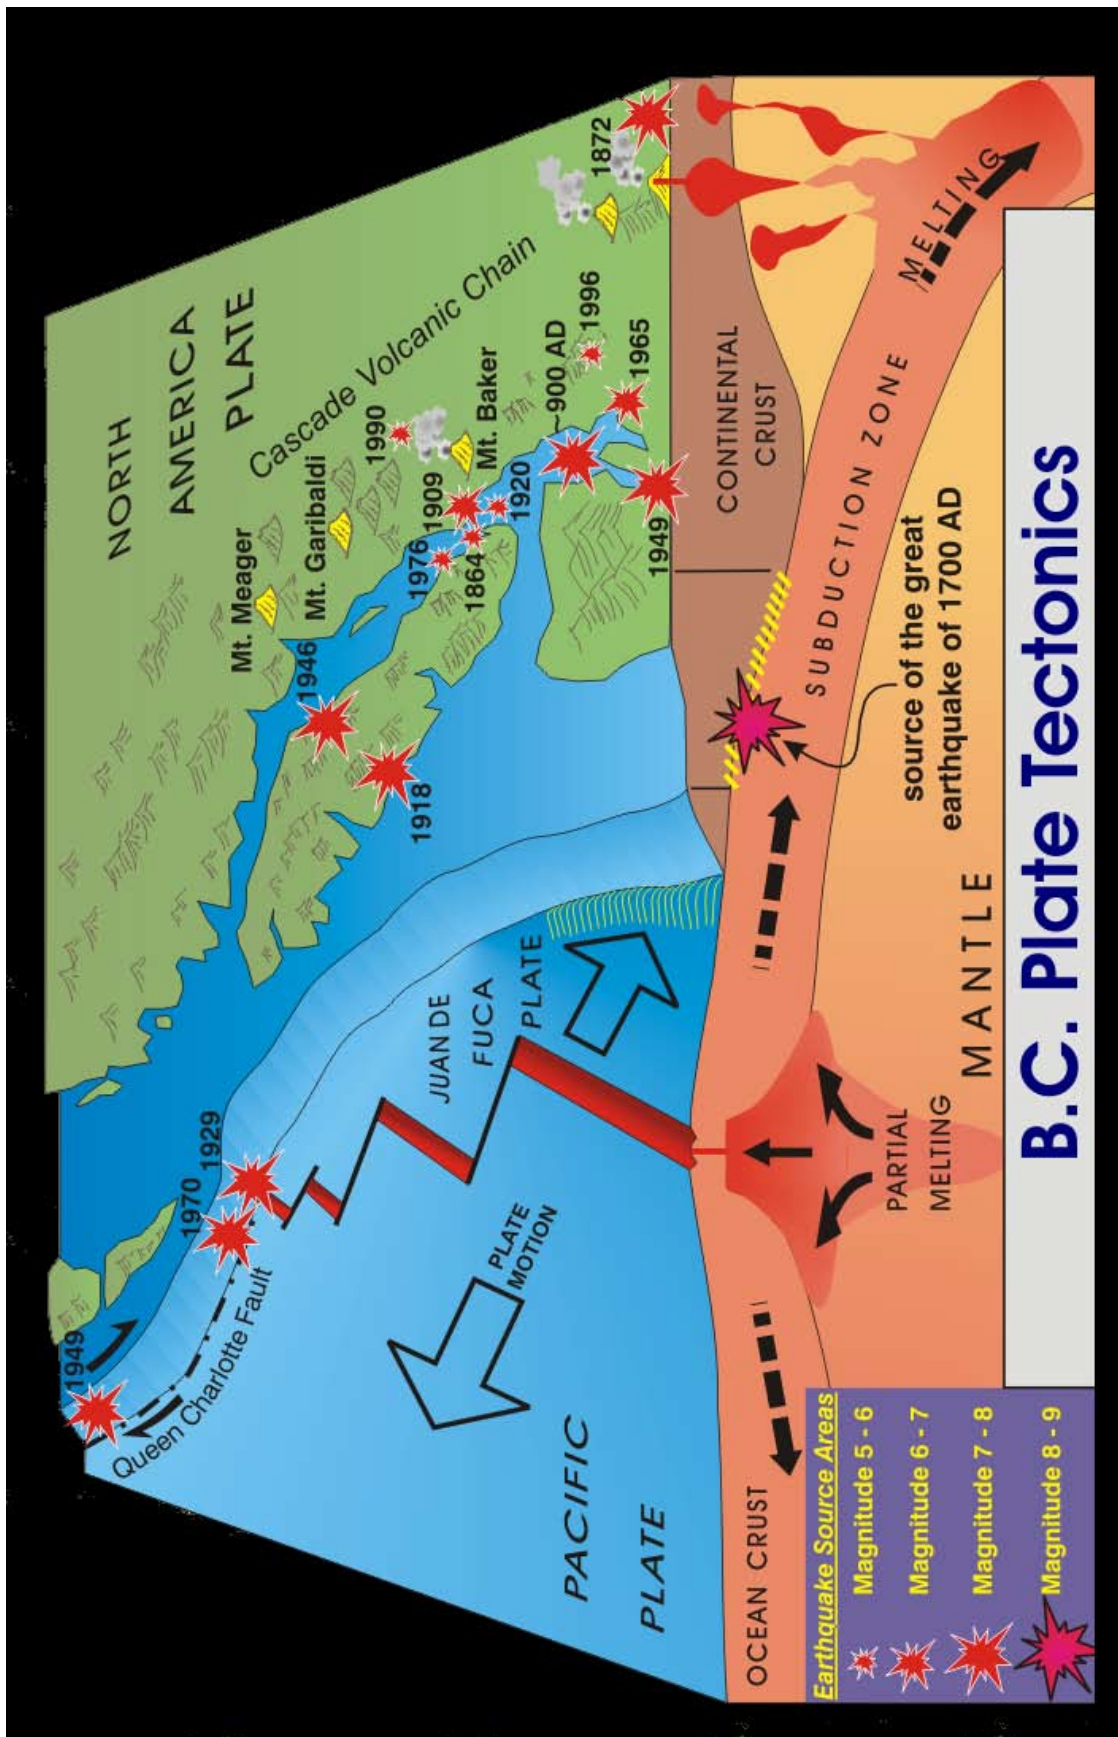 NORTH
AMERICA
PLATE
Cascade Volcanic Chain
Mt. Meager
Mt. Garibaldi
Mt. Baker
1949
1970
1929
1946
1918
1976
1864
1909
1920
1990
~900 AD
1949
1996
1965
1872
Queen Charlotte Fault
JUAN DE
FUCA
PLATE
PLATE
MOTION
PACIFIC
PLATE
OCEAN CRUST
CONTINENTAL
CRUST
SUBDUCTION ZONE
MELTING
source of the great
earthquake of 1700 AD
PARTIAL
MELTING
MANTLE
Earthquake Source Areas
Magnitude 5 - 6
Magnitude 6 - 7
Magnitude 7 - 8
Magnitude 8 - 9
B.C. Plate Tectonics